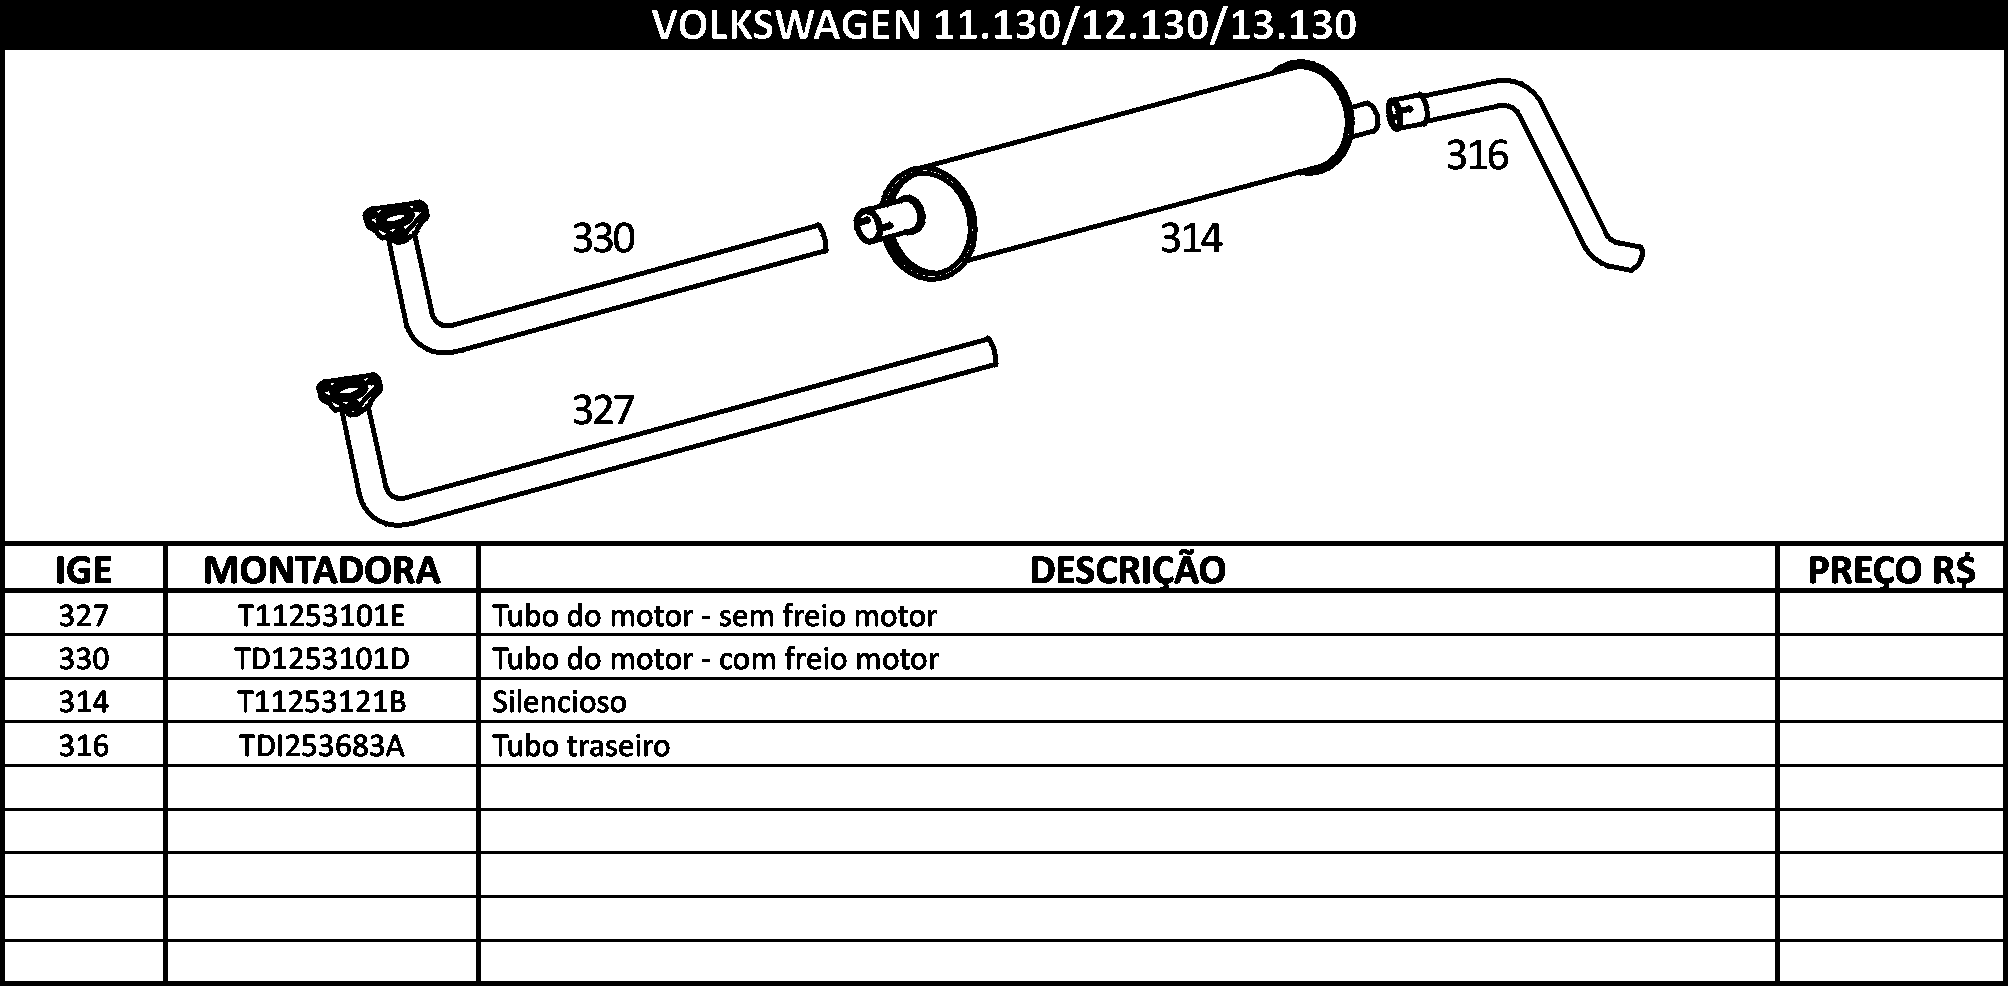 VOLKSWAGEN 11.130/12.130/13.130
316
330
314
327
IGE MONTADORA DESCRIÇÃO PREÇO R$
327 T11253101E Tubo do motor - sem freio motor
330 TD1253101D Tubo do motor - com freio motor
314 T11253121B Silencioso
316 TDI253683A Tubo traseiro